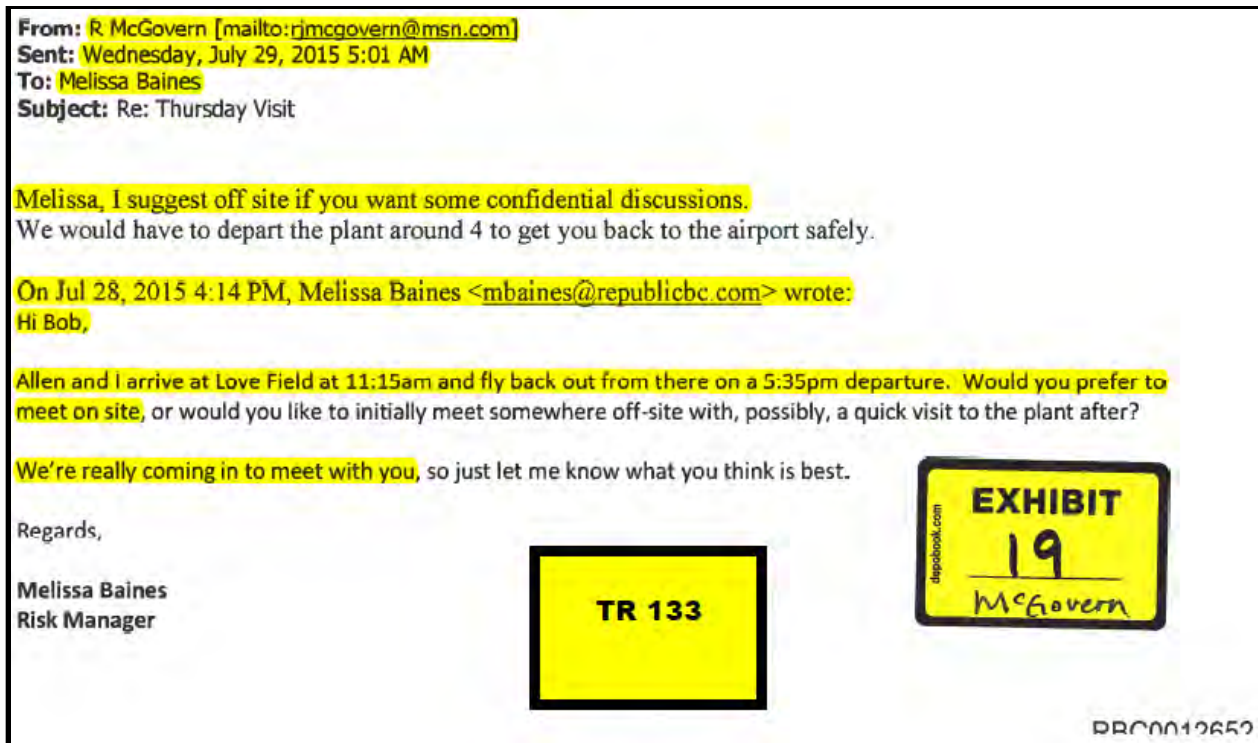 From: R McGovern [mailto:rjmcgovern@msn.com]
Sent: Wednesday, July 29, 2015 5:01 AM
To: Melissa Baines
Subject: Re: Thursday Visit
Melissa, I suggest off site if you want some confidential discussions.
We would have to depart the plant around 4 to get you back to the airport safely.
On Jul 28, 2015 4:14 PM, Melissa Baines <mbaines@republicbc.com> wrote:
Hi Bob,
Allen and I arrive at Love Field at 11:15am and fly back out from there on a 5:35pm departure. Would you prefer to
meet on site, or would you like to initially meet somewhere off-site with, possibly, a quick visit to the plant after?
We're really coming in to meet with you, so just let me know what you think is best.
Regards,
Melissa Baines
Risk Manager
TR 133
depobook.com
EXHIBIT
19
McGovern
RBC0012652